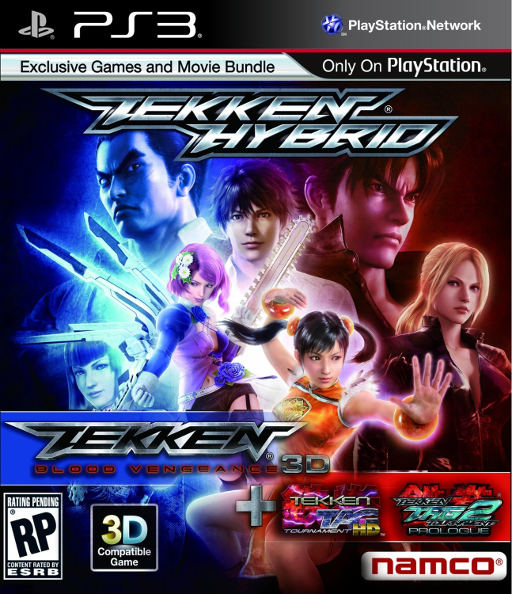 PS3
PlayStation Network
Exclusive Games and Movie Bundle
Only On PlayStation®
TEKKEN®
HYBRID
TEKKEN®
BLOOD VENGEANCE 3D
+
TEKKEN
TAG
TOURNAMENT
HD
TEKKEN
TAG 2
TOURNAMENT
PROLOGUE
RATING PENDING
RP
CONTENT RATED BY
ESRB
3D
Compatible
Game
namco®